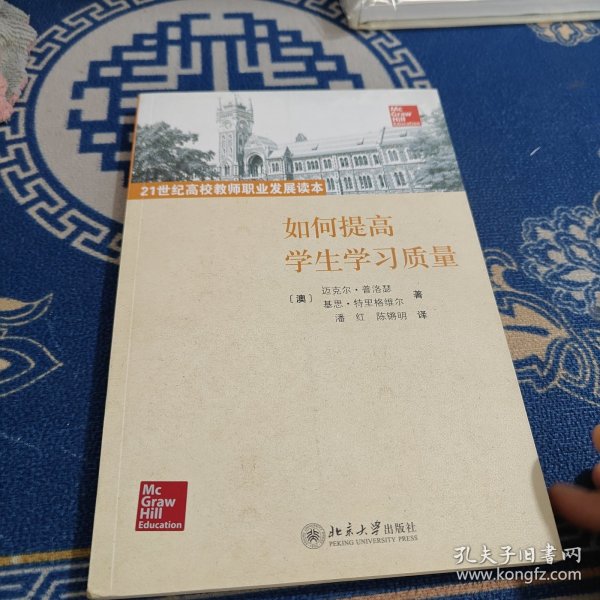 Mc
Graw
Hill
Education
21世纪高校教师职业发展读本
如何提高
学生学习质量
〔澳〕 迈克尔·普洛瑟
基思·特里格维尔 著
潘 红 陈锵明 译
Mc
Graw
Hill
Education
北京大学出版社
PEKING UNIVERSITY PRESS
孔夫子旧书网
www.kongfz.com